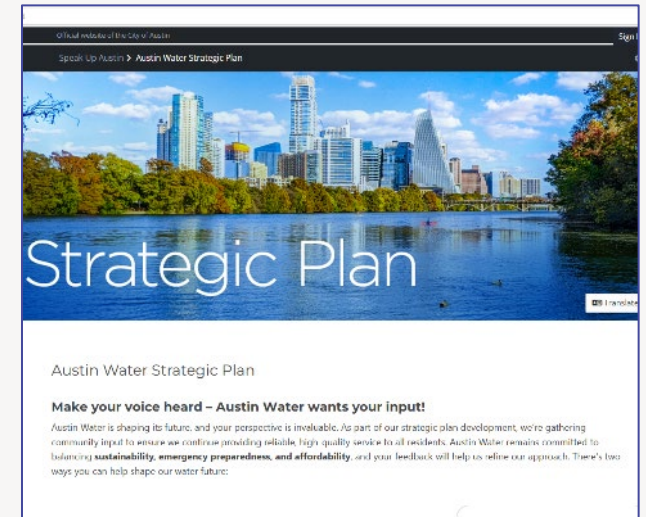 Official website of the City of Austin
Sign I
Speak Up Austin > Austin Water Strategic Plan
Strategic Plan
Translate
Austin Water Strategic Plan
Make your voice heard – Austin Water wants your input!
Austin Water is shaping its future, and your perspective is invaluable. As part of our strategic plan development, we're gathering
community input to ensure we continue providing reliable, high-quality service to all residents. Austin Water remains committed to
balancing sustainability, emergency preparedness, and affordability, and your feedback will help us refine our approach. There's two
ways you can help shape our water future: